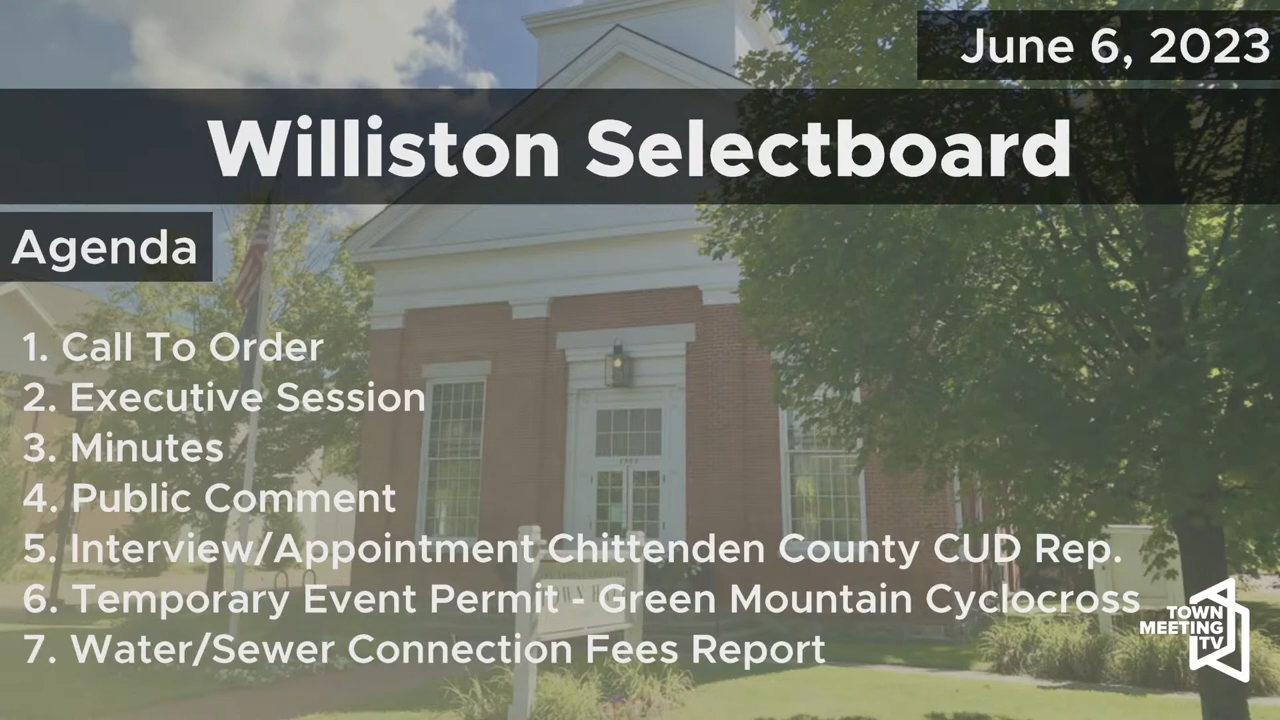 June 6, 2023
Williston Selectboard
Agenda
1. Call To Order
2. Executive Session
3. Minutes
4. Public Comment
5. Interview/Appointment Chittenden County CUD Rep.
6. Temporary Event Permit - Green Mountain Cyclocross
7. Water/Sewer Connection Fees Report
TOWN
MEETING
TV